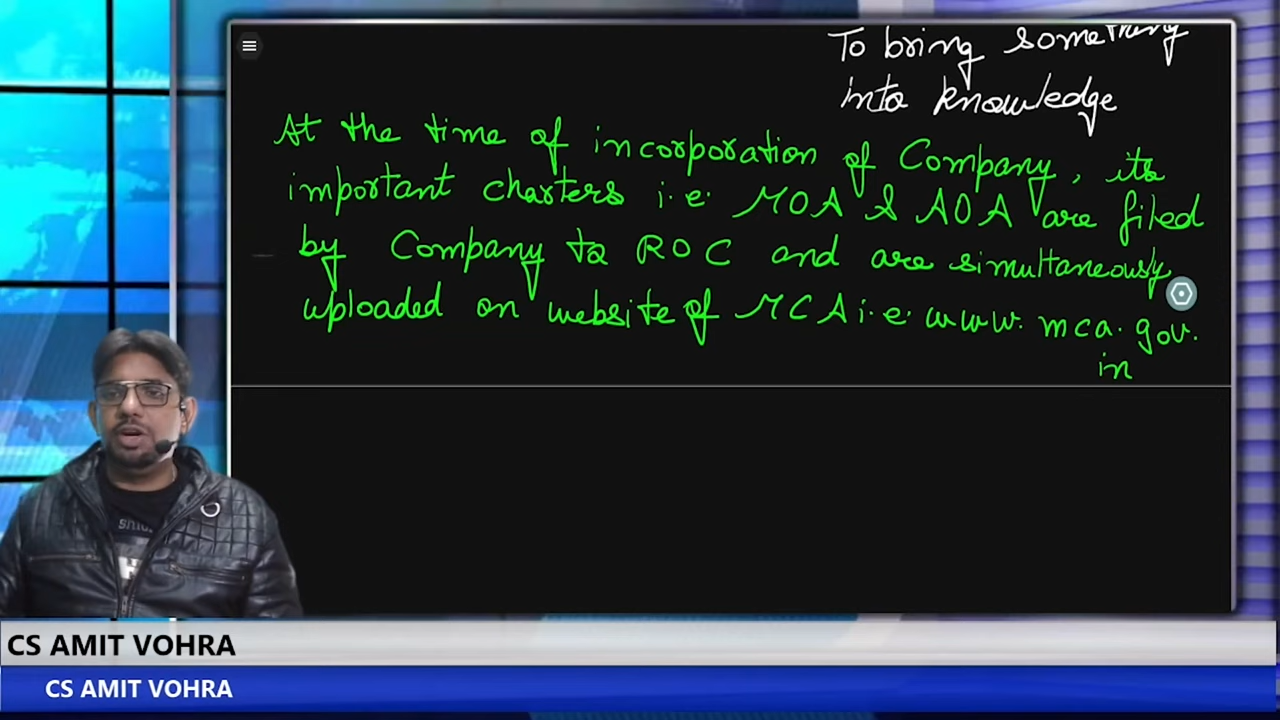 To bring something
into knowledge
At the time of incorporation of Company, its
important charters i.e. MOA & AOA are filed
by Company to ROC and are simultaneously
uploaded on website of MCA i.e. www.mca.gov.
in
CS AMIT VOHRA
CS AMIT VOHRA